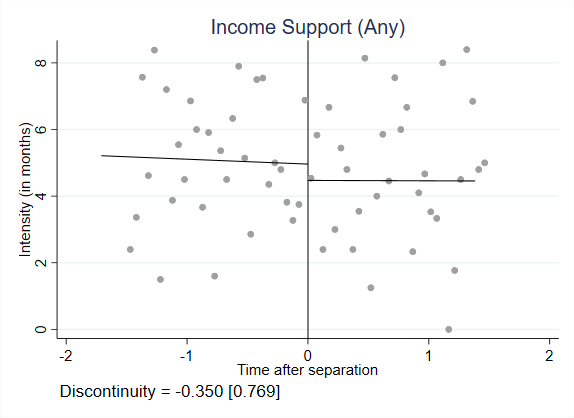 Income Support (Any)
Intensity (in months)
8
6
4
2
0
-2
-1
0
1
2
Time after separation
Discontinuity = -0.350 [0.769]